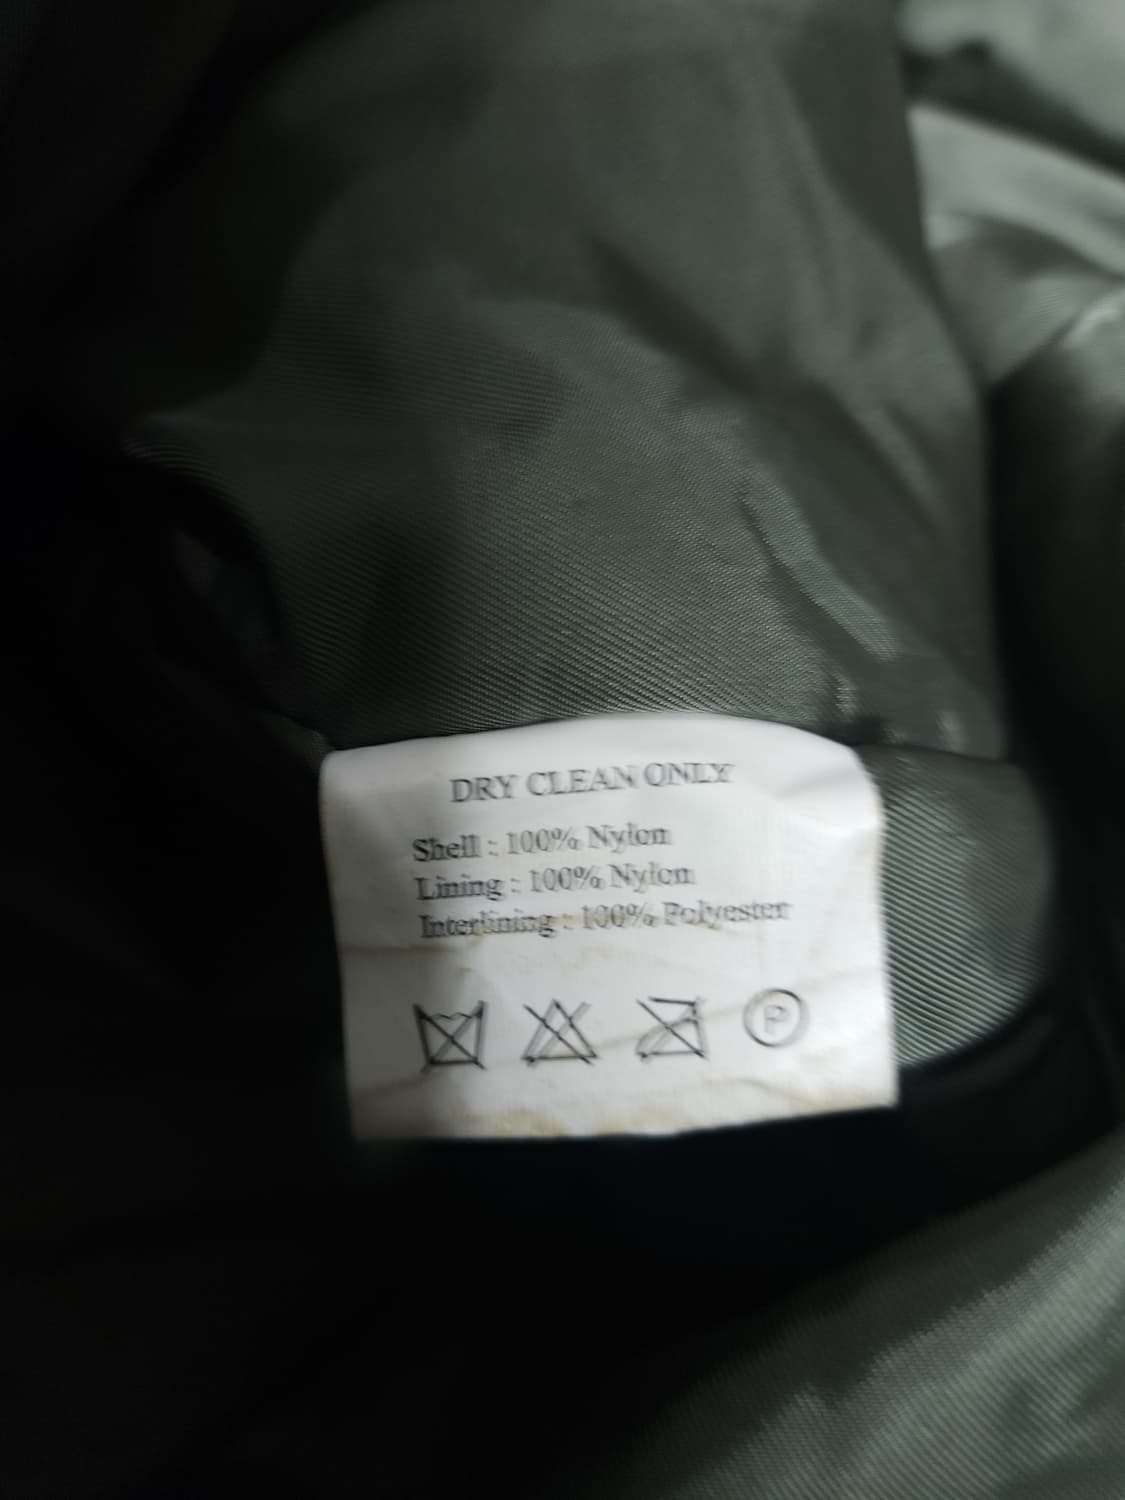 DRY CLEAN ONLY
Shell : 100% Nylon
Lining : 100% Nylon
Interlining : 100% Polyester
P